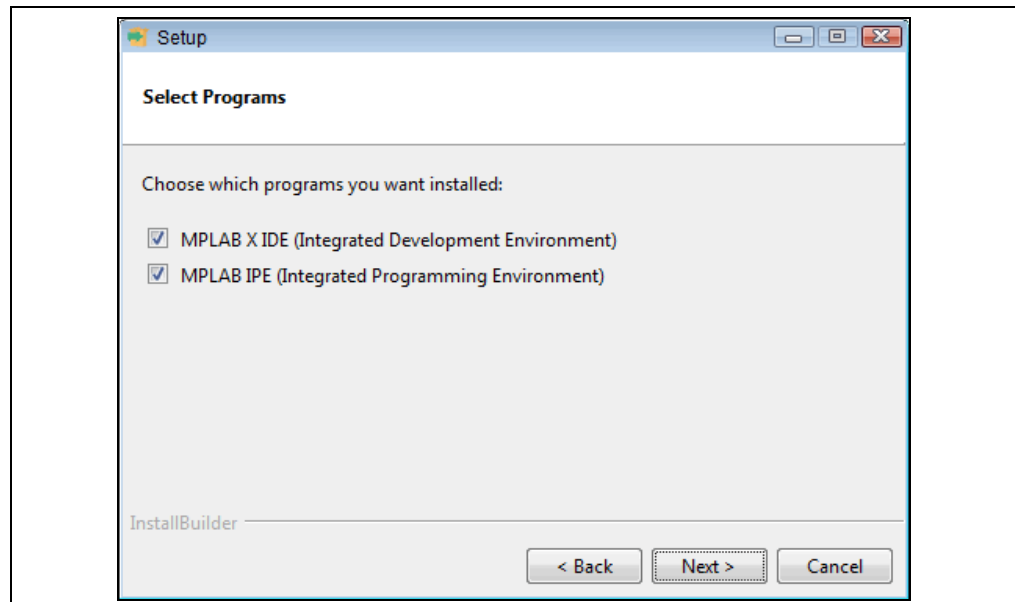 Setup
Select Programs
Choose which programs you want installed:
MPLAB X IDE (Integrated Development Environment)
MPLAB IPE (Integrated Programming Environment)
InstallBuilder
< Back Next > Cancel